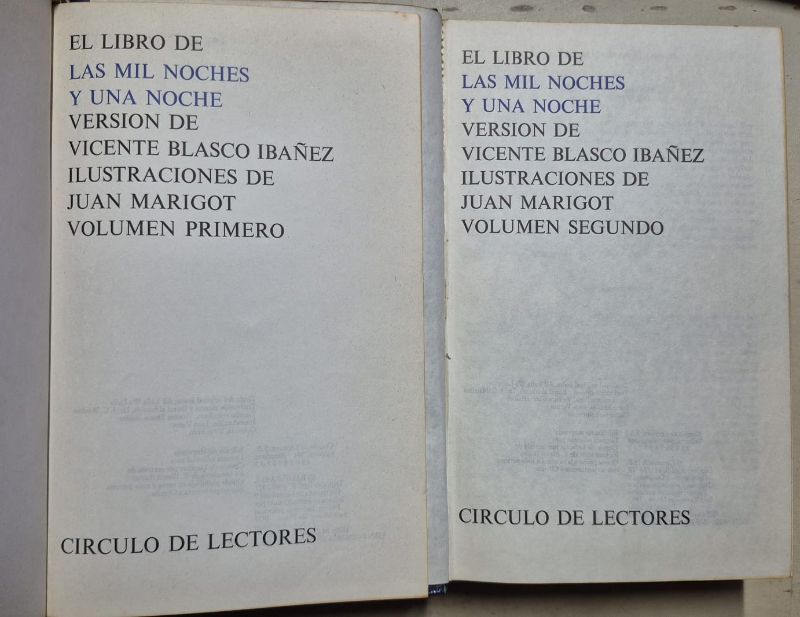 EL LIBRO DE
LAS MIL NOCHES
Y UNA NOCHE
VERSION DE
VICENTE BLASCO IBAÑEZ
ILUSTRACIONES DE
JUAN MARIGOT
VOLUMEN PRIMERO
CIRCULO DE LECTORES
EL LIBRO DE
LAS MIL NOCHES
Y UNA NOCHE
VERSION DE
VICENTE BLASCO IBAÑEZ
ILUSTRACIONES DE
JUAN MARIGOT
VOLUMEN SEGUNDO
CIRCULO DE LECTORES